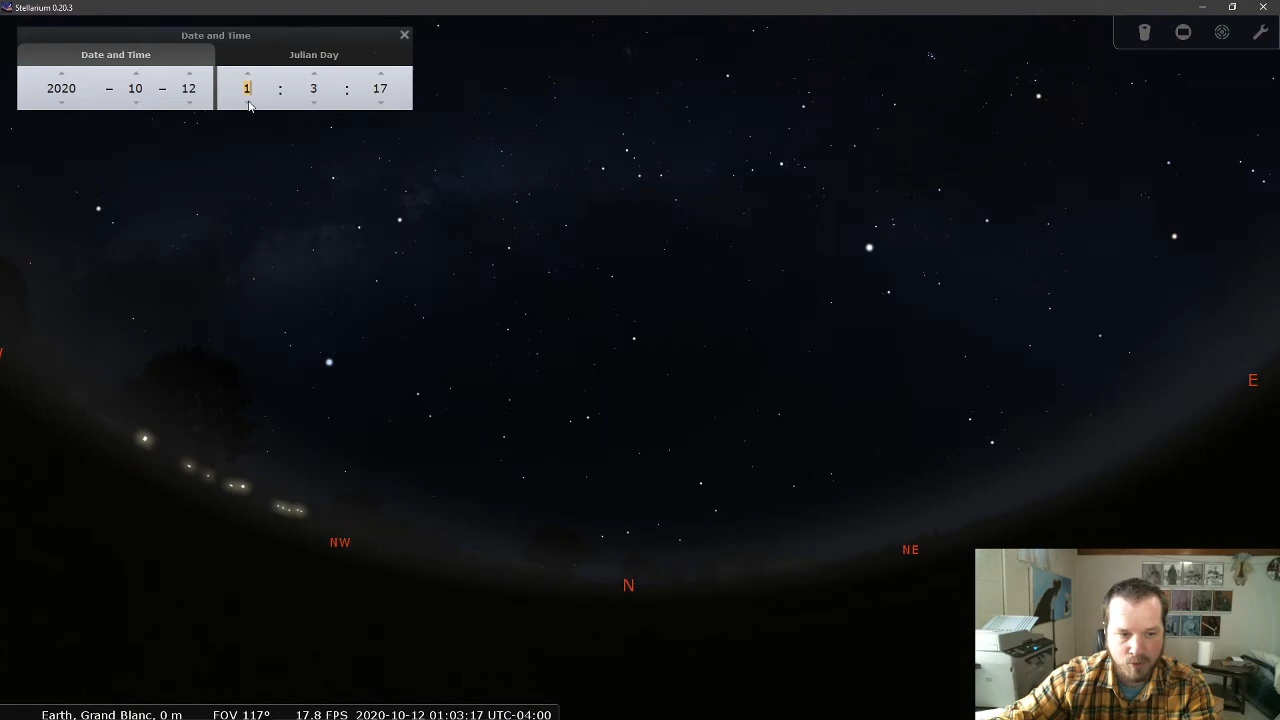 Stellarium 0.20.3
Date and Time
Date and Time Julian Day
2020 – 10 – 12 1 : 3 : 17
E
NW
NE
N
Earth, Grand Blanc, 0 m FOV 117° 17.8 FPS 2020-10-12 01:03:17 UTC-04:00